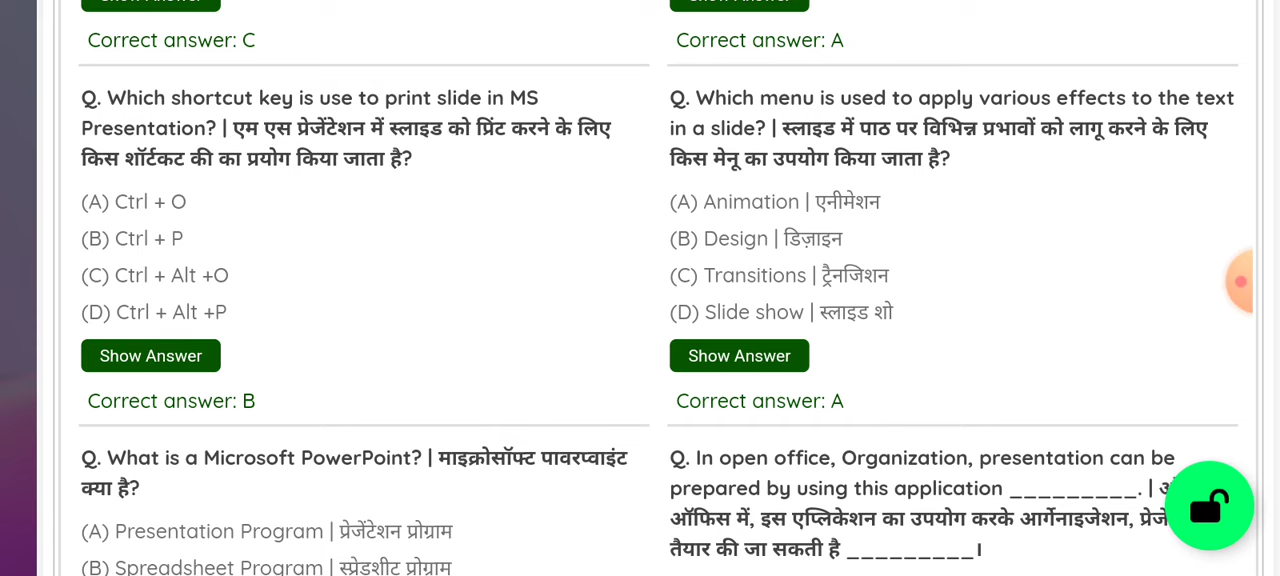 Correct answer: C
Q. Which shortcut key is use to print slide in MS
Presentation? | एम एस प्रेजेंटेशन में स्लाइड को प्रिंट करने के लिए
किस शॉर्टकट की का प्रयोग किया जाता है?
(A) Ctrl + O
(B) Ctrl + P
(C) Ctrl + Alt +O
(D) Ctrl + Alt +P
Show Answer
Correct answer: B
Q. What is a Microsoft PowerPoint? | माइक्रोसॉफ्ट पावरप्वाइंट
क्या है?
(A) Presentation Program | प्रेजेंटेशन प्रोग्राम
(B) Spreadsheet Program | स्प्रेडशीट प्रोग्राम
Correct answer: A
Q. Which menu is used to apply various effects to the text
in a slide? | स्लाइड में पाठ पर विभिन्न प्रभावों को लागू करने के लिए
किस मेनू का उपयोग किया जाता है?
(A) Animation | एनीमेशन
(B) Design | डिज़ाइन
(C) Transitions | ट्रैनजिशन
(D) Slide show | स्लाइड शो
Show Answer
Correct answer: A
Q. In open office, Organization, presentation can be
prepared by using this application _________. |
ऑफिस में, इस एप्लिकेशन का उपयोग करके आर्गेनाइजेशन,
तैयार की जा सकती है _________।